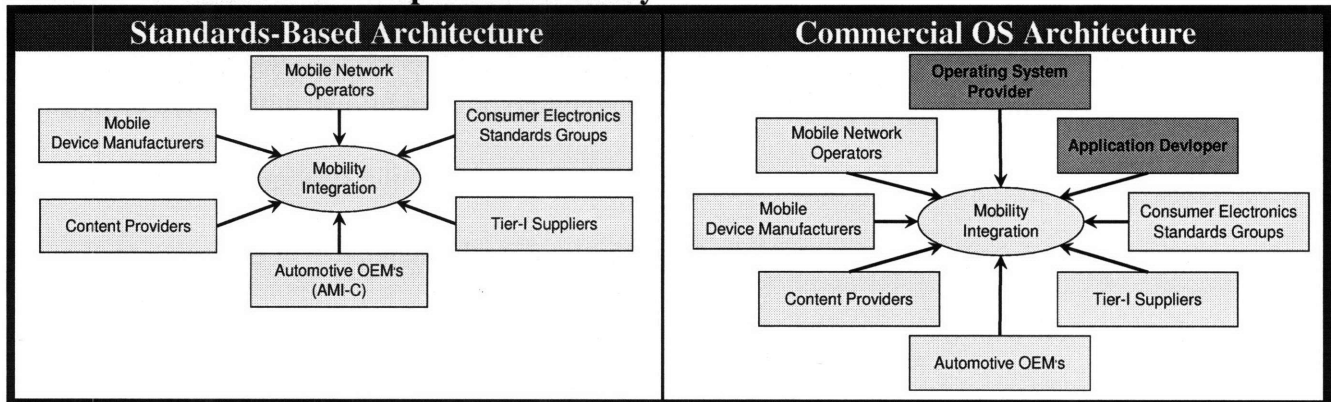 Standards-Based Architecture
Mobile Network
Operators
Mobile
Device Manufacturers
Consumer Electronics
Standards Groups
Mobility
Integration
Content Providers
Tier-I Suppliers
Automotive OEM's
(AMI-C)
Commercial OS Architecture
Operating System
Provider
Mobile Network
Operators
Application Devloper
Mobile
Device Manufacturers
Mobility
Integration
Consumer Electronics
Standards Groups
Content Providers
Tier-I Suppliers
Automotive OEM's